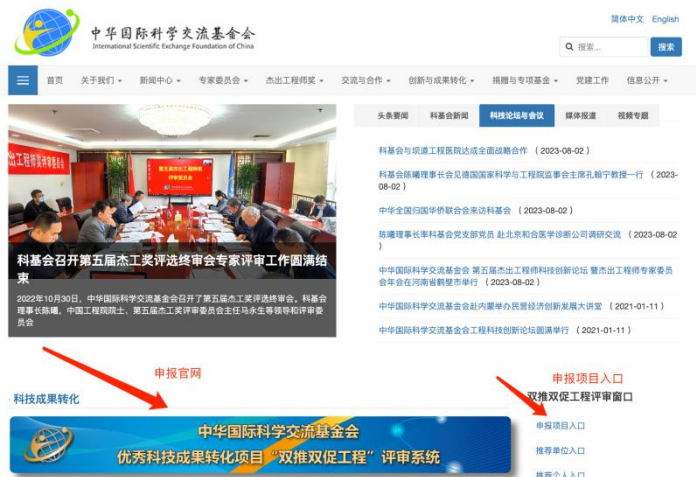 简体中文 English
中华国际科学交流基金会
International Scientific Exchange Foundation of China
搜索... 搜索
首页 关于我们 新闻中心 专家委员会 杰出工程师奖 交流与合作 创新与成果转化 捐赠与专项基金 党建工作 信息公开
头条要闻 科基会新闻 科技论坛与会议 媒体报道 视频专题
科基会与坝道工程医院达成全面战略合作 （2023-08-02）
科基会陈曦理事长会见德国国家科学与工程院监事会主席孔翰宁教授一行 （2023-
08-02）
中华全国归国华侨联合会来访科基会 （2023-08-02）
陈曦理事长率科基会党支部党员 赴北京和合医学诊断公司调研交流 （2023-08-02
）
中华国际科学交流基金会 第五届杰出工程师科技创新论坛 暨杰出工程师专家委员
会年会在河南省鹤壁市举行 （2023-08-02）
中华国际科学交流基金会赴内蒙举办民营经济创新发展大讲堂 （2021-01-11）
中华国际科学交流基金会工程科技创新论坛圆满举行 （2021-01-11）
出工程师奖评审委员会
第五届杰出工程师奖
评审委员会
科基会召开第五届杰工奖评选终审会专家评审工作圆满结
束
2022年10月30日，中华国际科学交流基金会召开了第五届杰工奖评选终审会。科基会
理事长陈曦，中国工程院院士、第五届杰工奖评审委员会主任马永生等领导和评审委
员会
申报官网
申报项目入口
科技成果转化
双推双促工程评审窗口
中华国际科学交流基金会
优秀科技成果转化项目“双推双促工程”评审系统
申报项目入口
推荐单位入口
推荐个人入口